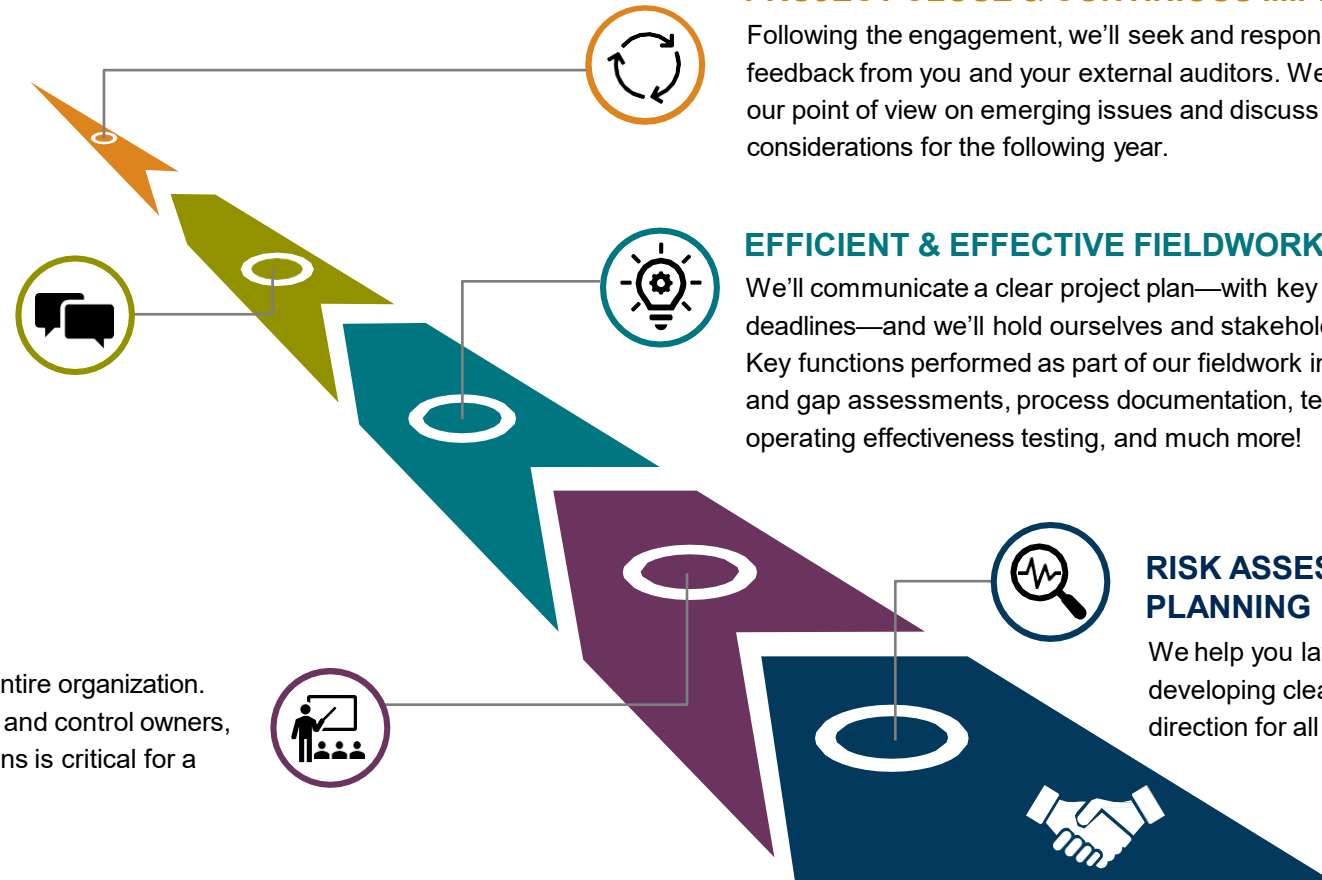 Following the engagement, we’ll seek and respon
feedback from you and your external auditors. We
our point of view on emerging issues and discuss
considerations for the following year.
EFFICIENT & EFFECTIVE FIELDWORK
We’ll communicate a clear project plan—with key
deadlines—and we’ll hold ourselves and stakehol
Key functions performed as part of our fieldwork i
and gap assessments, process documentation, te
operating effectiveness testing, and much more!
RISK ASSES
PLANNING
We help you la
developing clea
direction for all
ntire organization.
and control owners,
ns is critical for a